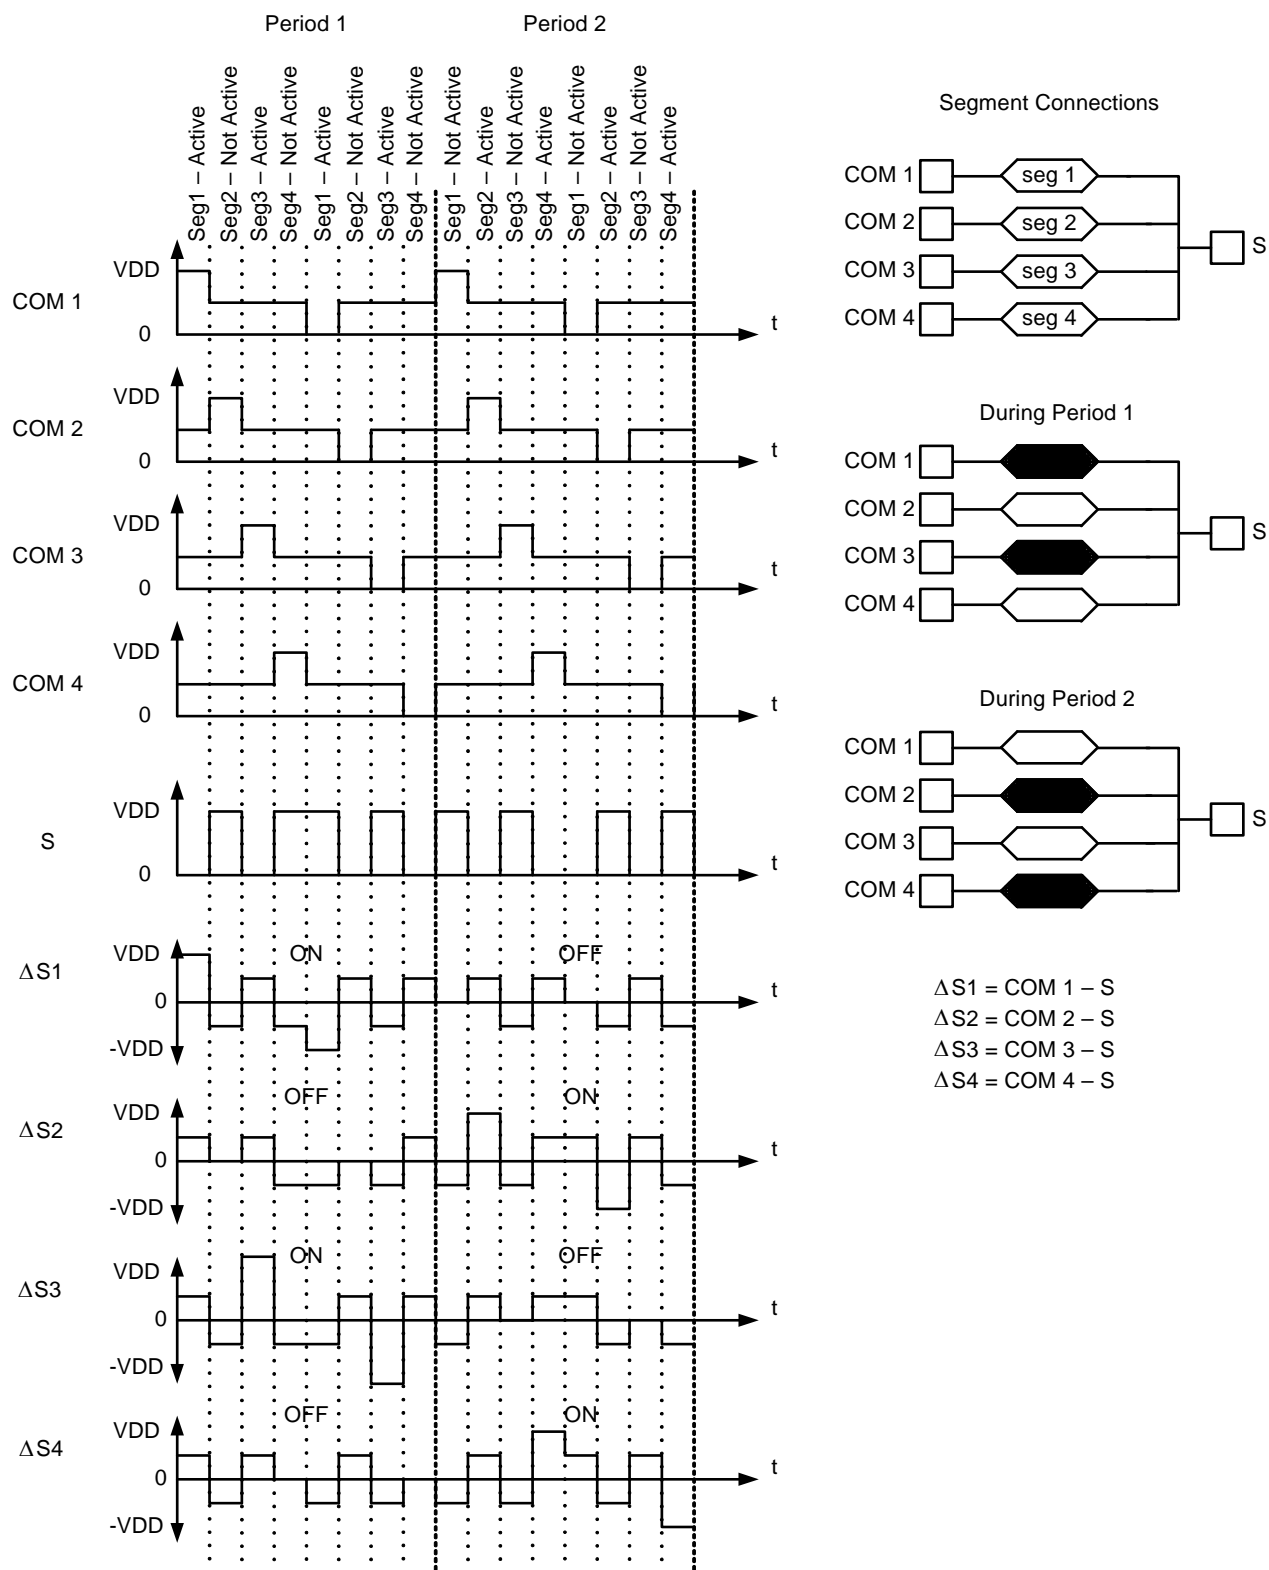 Period 1
Period 2
Seg1 – Active
Seg2 – Not Active
Seg3 – Active
Seg4 – Not Active
Seg1 – Active
Seg2 – Not Active
Seg3 – Active
Seg4 – Not Active
Seg1 – Not Active
Seg2 – Active
Seg3 – Not Active
Seg4 – Active
Seg1 – Not Active
Seg2 – Active
Seg3 – Not Active
Seg4 – Active
VDD
COM 1
0
t
VDD
COM 2
0
t
VDD
COM 3
0
t
VDD
COM 4
0
t
VDD
S
0
t
VDD
ON
OFF
ΔS1
0
t
-VDD
OFF
ON
VDD
ΔS2
0
t
-VDD
ON
OFF
VDD
ΔS3
0
t
-VDD
OFF
ON
VDD
ΔS4
0
t
-VDD
Segment Connections
COM 1
seg 1
COM 2
seg 2
S
COM 3
seg 3
COM 4
seg 4
During Period 1
COM 1
COM 2
S
COM 3
COM 4
During Period 2
COM 1
COM 2
S
COM 3
COM 4
ΔS1 = COM 1 – S
ΔS2 = COM 2 – S
ΔS3 = COM 3 – S
ΔS4 = COM 4 – S